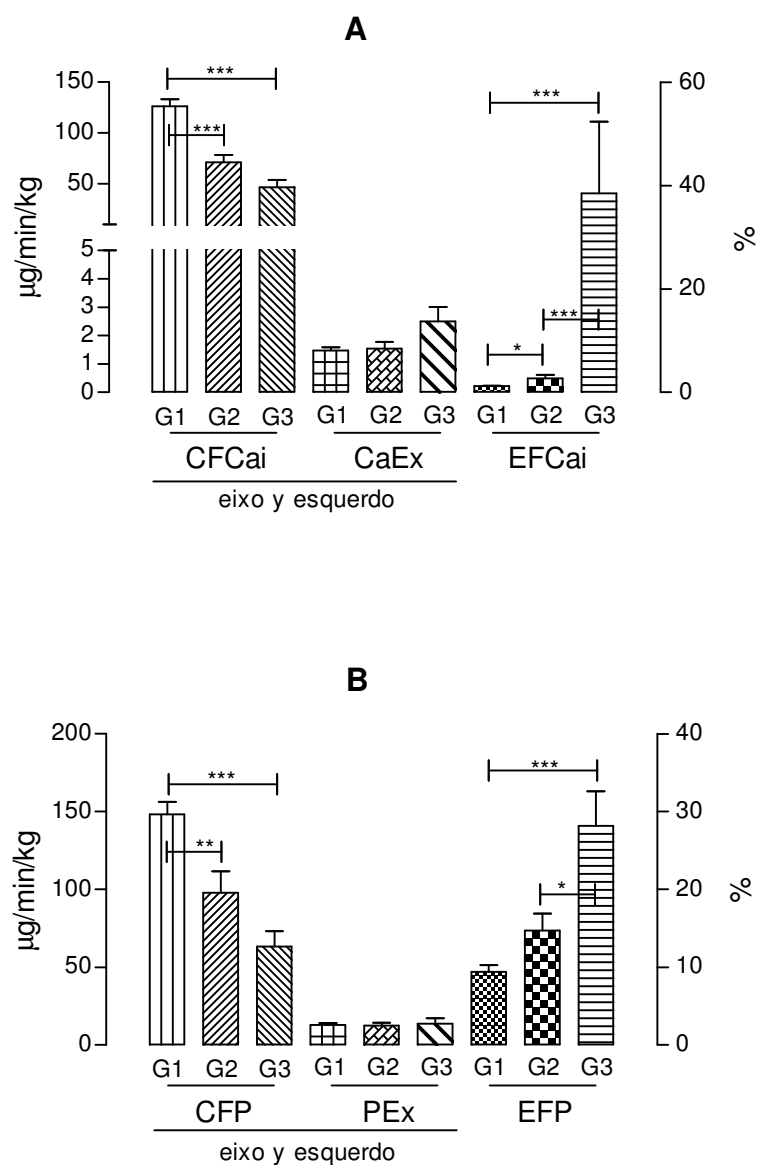 A
*** ***
150 60
***
100
50 40
µg/min/kg %
5
4
3 20
*** 
2 *
1
0 0
G1 G2 G3 G1 G2 G3 G1 G2 G3
CFCai CaEx EFCai
eixo y esquerdo
B
200 40
*** ***
150 30
**
µg/min/kg %
100 20
*
50 10
0 0
G1 G2 G3 G1 G2 G3 G1 G2 G3
CFP PEx EFP
eixo y esquerdo